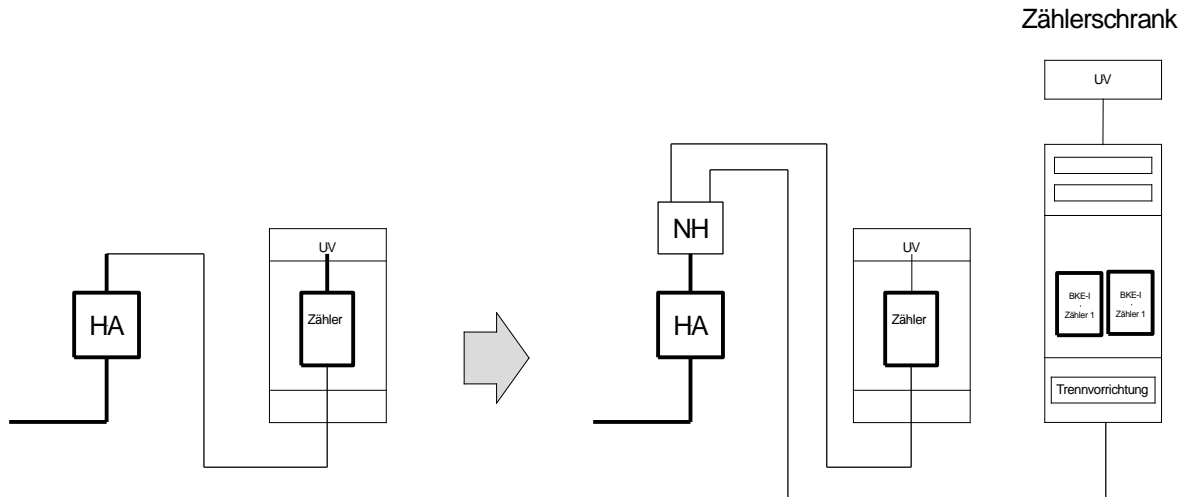 Zählerschrank
UV
NH
UV
UV
HA
Zähler
HA
Zähler
BKE-I
-
Zähler 1
BKE-I
-
Zähler 1
Trennvorrichtung